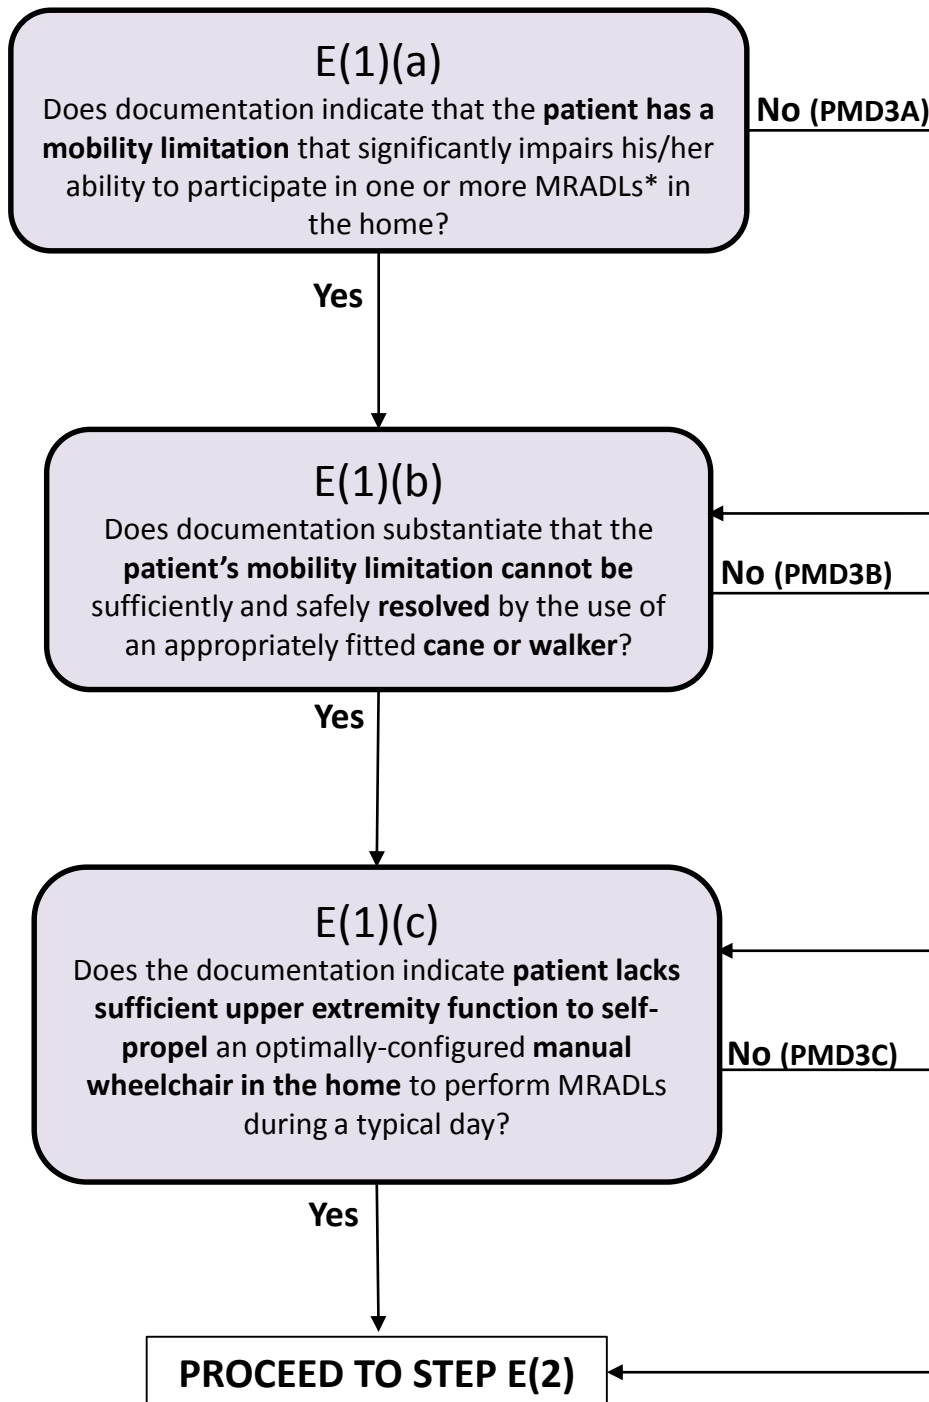 E(1)(a)
Does documentation indicate that the patient has a
mobility limitation that significantly impairs his/her
ability to participate in one or more MRADLs* in
the home?
No (PMD3A)
Yes
E(1)(b)
Does documentation substantiate that the
patient’s mobility limitation cannot be
sufficiently and safely resolved by the use of
an appropriately fitted cane or walker?
No (PMD3B)
Yes
E(1)(c)
Does the documentation indicate patient lacks
sufficient upper extremity function to self-
propel an optimally-configured manual
wheelchair in the home to perform MRADLs
during a typical day?
No (PMD3C)
Yes
PROCEED TO STEP E(2)